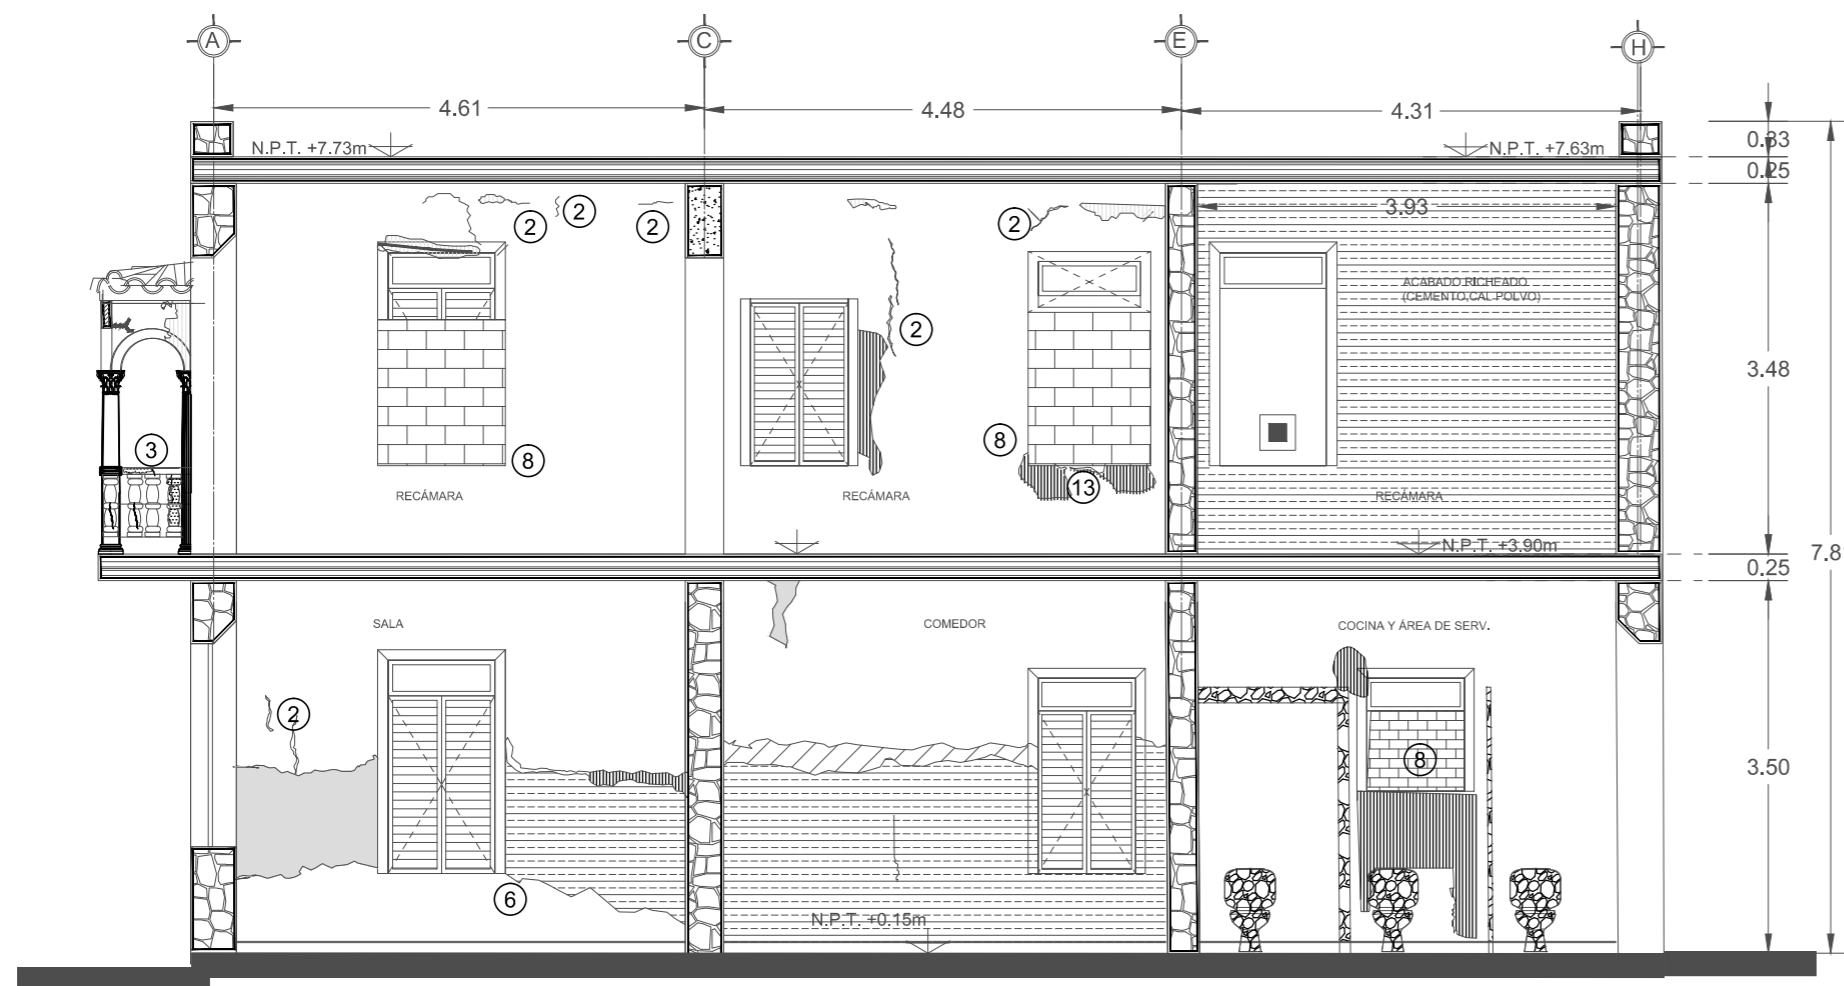 A
C
E
H
4.61
4.48
4.31
N.P.T. +7.73m
N.P.T. +7.63m
0.33
0.25
2
2
2
2
3.93
ACABADO RICHEADO
(CEMENTO,CAL-POLVO)
2
3.48
3
8
8
13
RECÁMARA
RECÁMARA
RECÁMARA
N.P.T. +3.90m
7.8
0.25
SALA
COMEDOR
COCINA Y ÁREA DE SERV.
2
8
3.50
6
N.P.T. +0.15m